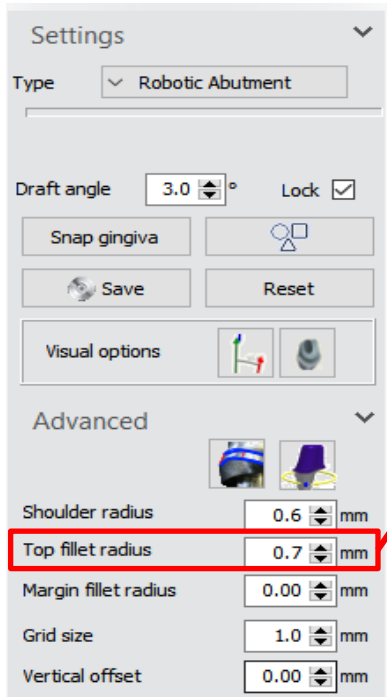 Settings
Type Robotic Abutment
Draft angle 3.0 ° Lock
Snap gingiva
Save Reset
Visual options
Advanced
Shoulder radius 0.6 mm
Top fillet radius 0.7 mm
Margin fillet radius 0.00 mm
Grid size 1.0 mm
Vertical offset 0.00 mm